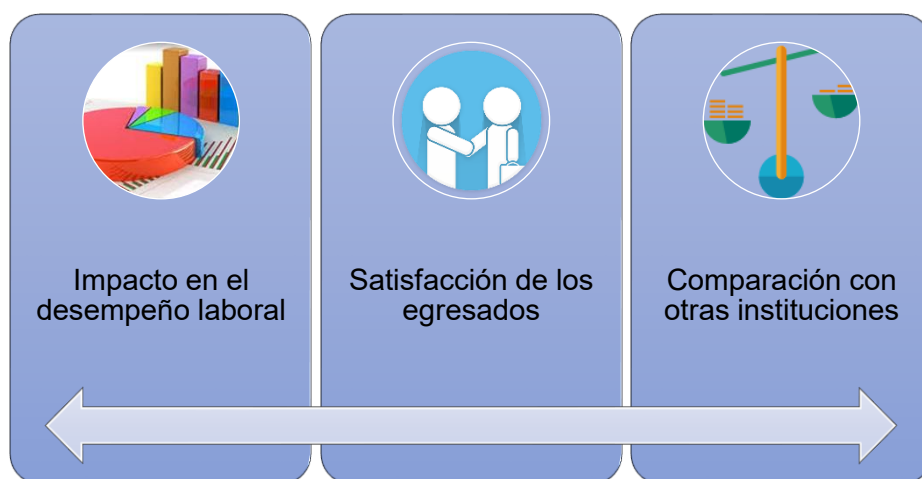 Impacto en el
desempeño laboral
Satisfacción de los
egresados
Comparación con
otras instituciones